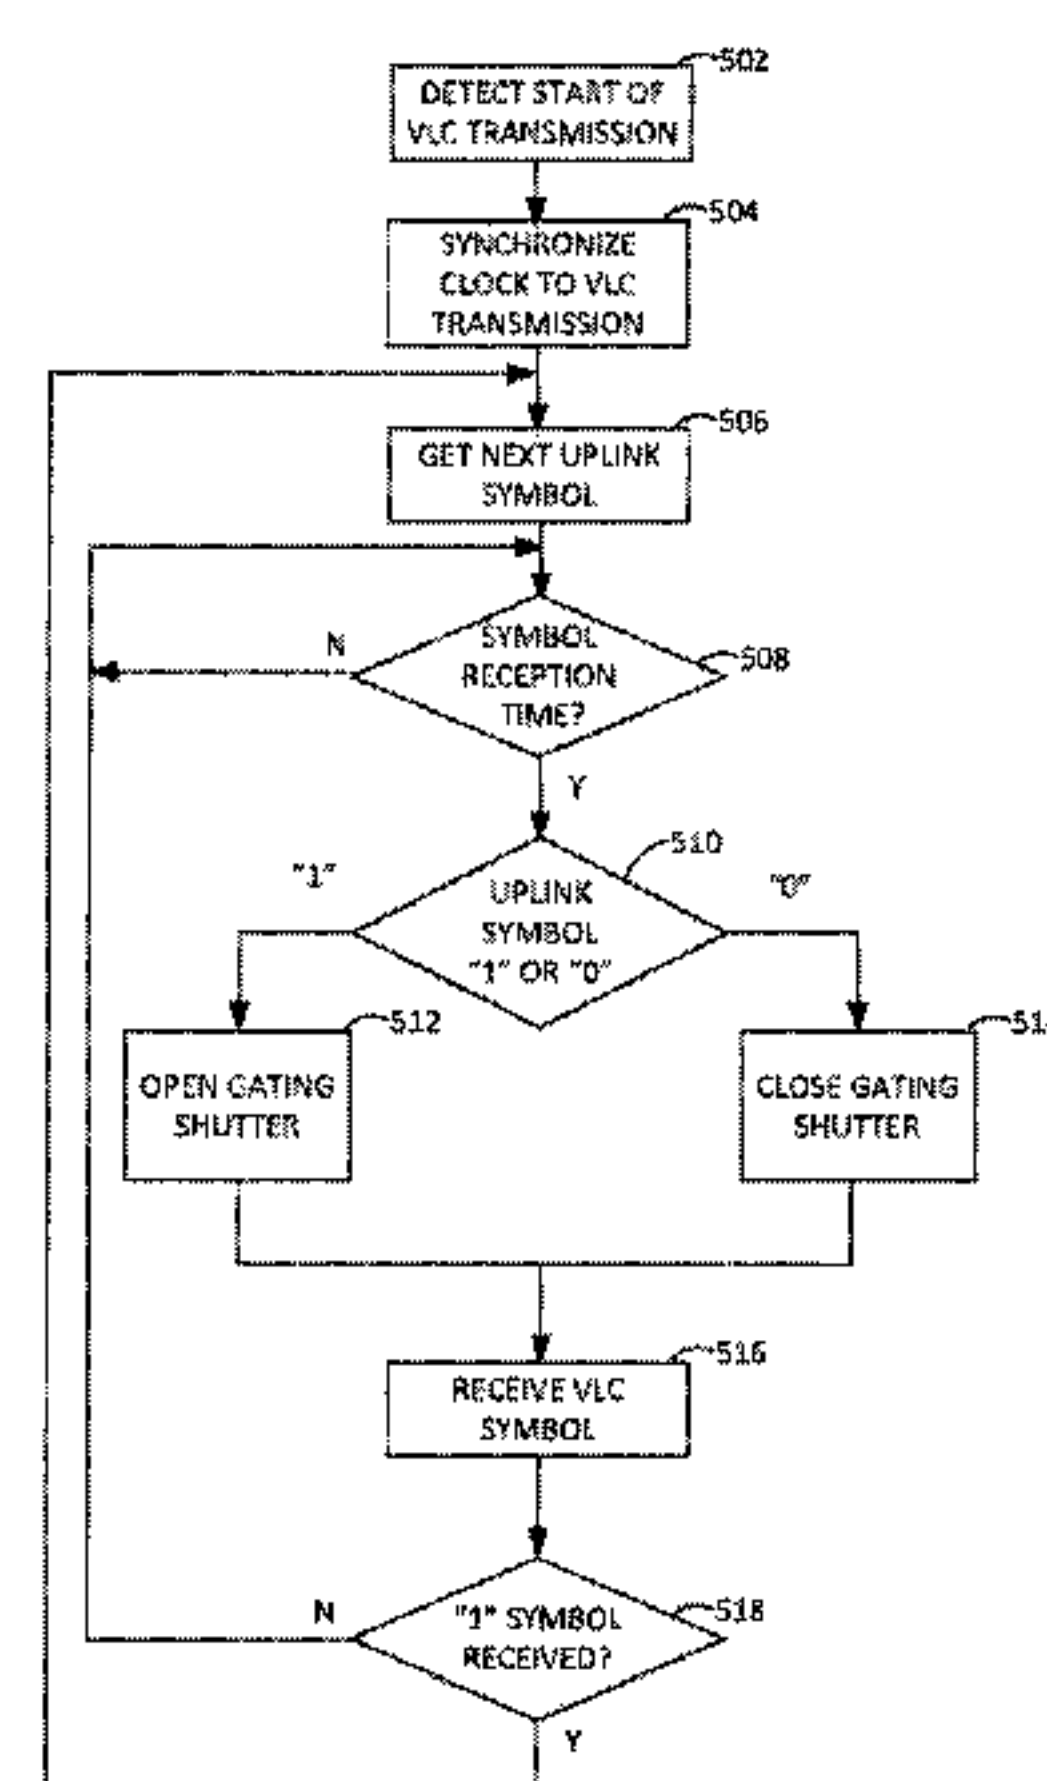 502
DETECT START OF
VLC TRANSMISSION
504
SYNCHRONIZE
CLOCK TO VLC
TRANSMISSION
506
GET NEXT UPLINK
SYMBOL
N
SYMBOL
RECEPTION
TIME?
508
Y
510
"1"
"0"
UPLINK
SYMBOL
"1" OR "0"
512
OPEN GATING
SHUTTER
CLOSE GATING
SHUTTER
516
RECEIVE VLC
SYMBOL
N
"1" SYMBOL
RECEIVED?
518
Y